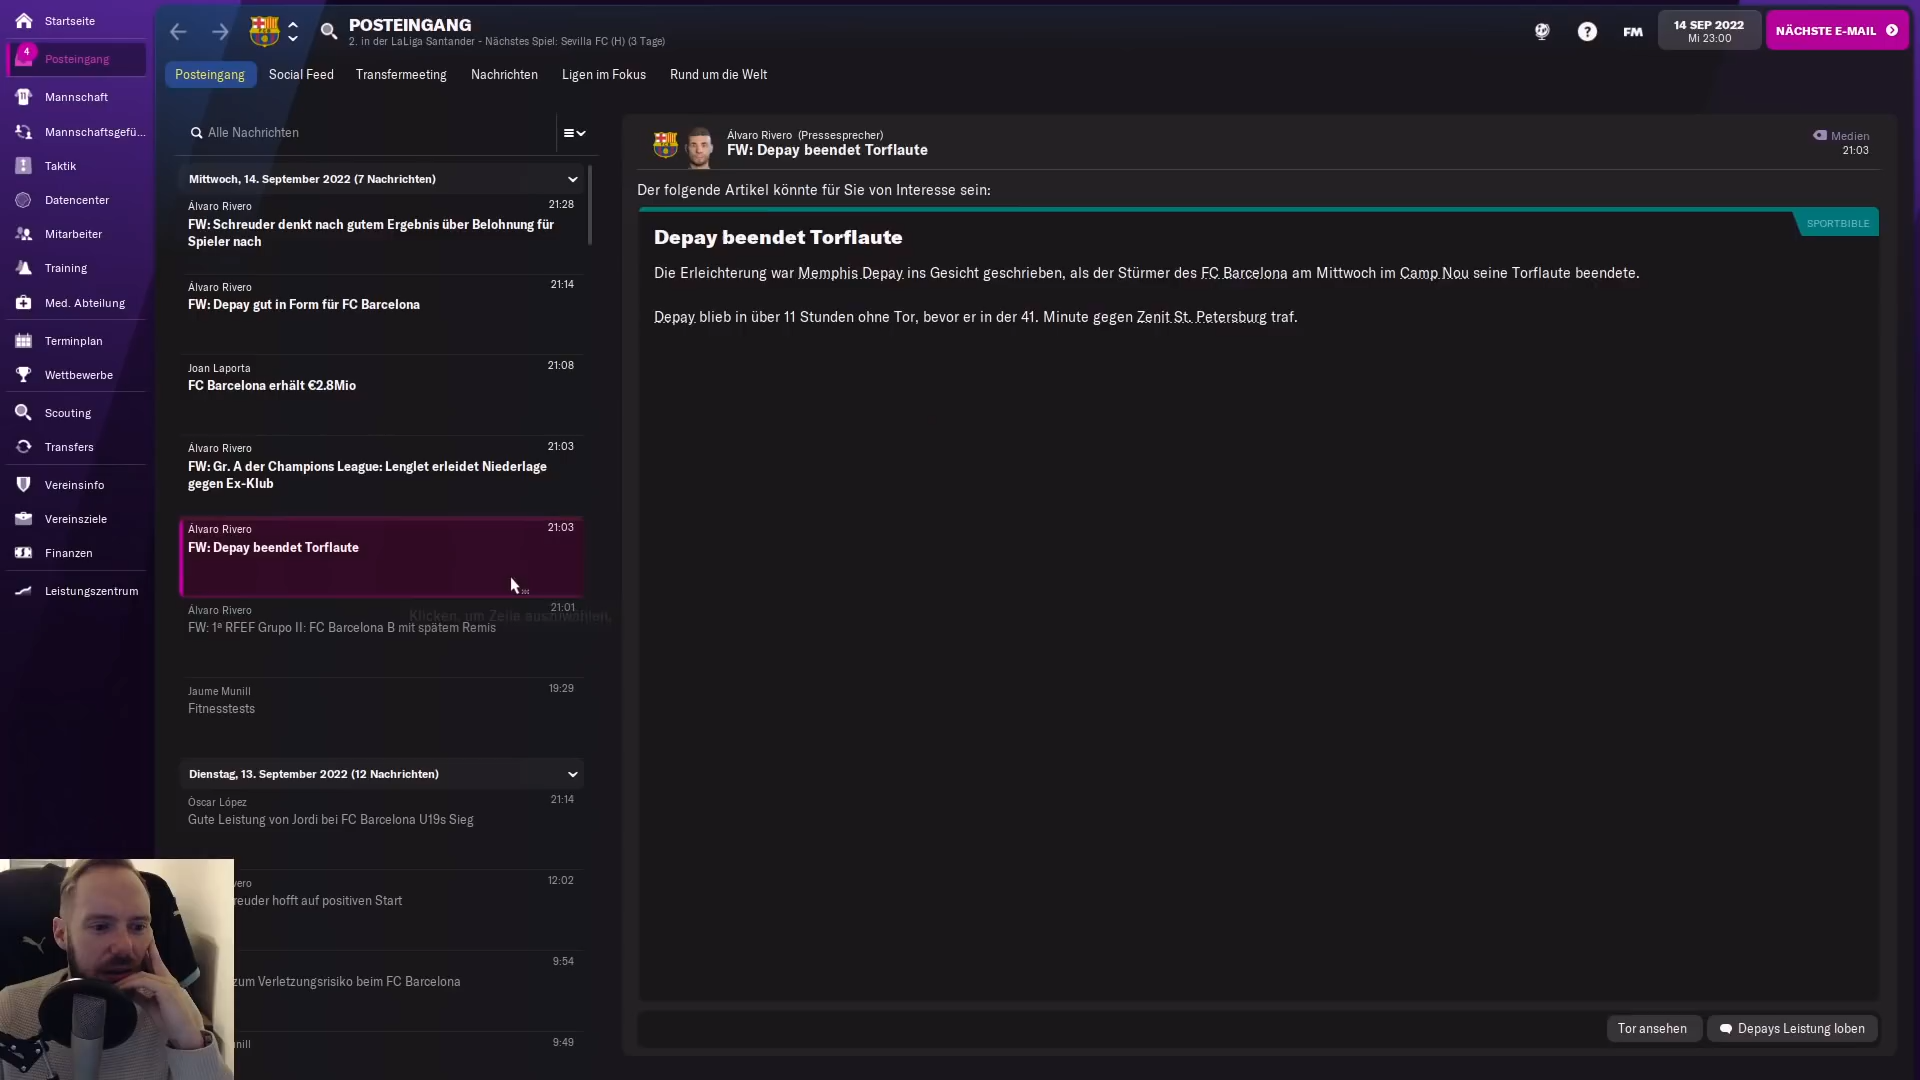 Startseite
4
Posteingang
Mannschaft
Mannschaftsgefü...
Taktik
Datencenter
Mitarbeiter
Training
Med. Abteilung
Terminplan
Wettbewerbe
Scouting
Transfers
Vereinsinfo
Vereinsziele
Finanzen
Leistungszentrum
POSTEINGANG
2. in der LaLiga Santander - Nächstes Spiel: Sevilla FC (H) (3 Tage)
FM
14 SEP 2022
Mi 23:00
NÄCHSTE E-MAIL
Posteingang
Social Feed
Transfermeeting
Nachrichten
Ligen im Fokus
Rund um die Welt
Alle Nachrichten
Mittwoch, 14. September 2022 (7 Nachrichten)
Álvaro Rivero 21:28
FW: Schreuder denkt nach gutem Ergebnis über Belohnung für
Spieler nach
Álvaro Rivero 21:14
FW: Depay gut in Form für FC Barcelona
Joan Laporta 21:08
FC Barcelona erhält €2.8Mio
Álvaro Rivero 21:03
FW: Gr. A der Champions League: Lenglet erleidet Niederlage
gegen Ex-Klub
Álvaro Rivero 21:03
FW: Depay beendet Torflaute
Álvaro Rivero 21:01
Klicken, um Zeile auszuwählen.
FW: 1ª RFEF Grupo II: FC Barcelona B mit spätem Remis
Jaume Munill 19:29
Fitnesstests
Dienstag, 13. September 2022 (12 Nachrichten)
Òscar López 21:14
Gute Leistung von Jordi bei FC Barcelona U19s Sieg
vero 12:02
reuder hofft auf positiven Start
9:54
zum Verletzungsrisiko beim FC Barcelona
nill 9:49
Álvaro Rivero (Pressesprecher)
FW: Depay beendet Torflaute
Medien
21:03
Der folgende Artikel könnte für Sie von Interesse sein:
SPORTBIBLE
Depay beendet Torflaute
Die Erleichterung war Memphis Depay ins Gesicht geschrieben, als der Stürmer des FC Barcelona am Mittwoch im Camp Nou seine Torflaute beendete.
Depay blieb in über 11 Stunden ohne Tor, bevor er in der 41. Minute gegen Zenit St. Petersburg traf.
Tor ansehen
Depays Leistung loben